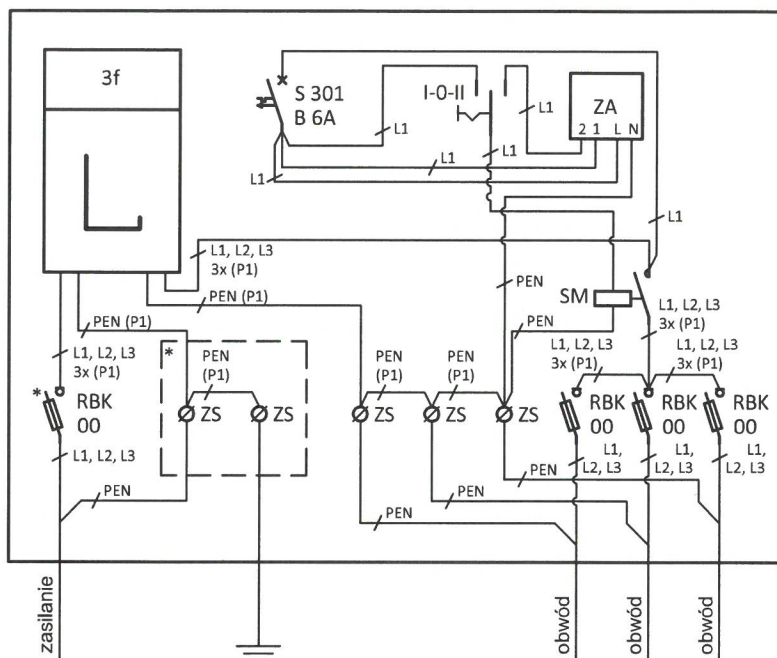 3f
S 301
B 6A
I-0-II
ZA
2 1 L N
L1
L1
L1
L1
L1
L1
L1, L2, L3
3x (P1)
PEN (P1)
PEN
SM
PEN
L1, L2, L3
3x (P1)
PEN (P1)
L1, L2, L3
3x (P1)
*
PEN
(P1)
PEN
(P1)
PEN
(P1)
L1, L2, L3
3x (P1)
L1, L2, L3
3x (P1)
*
RBK
00
ZS
ZS
ZS
ZS
ZS
RBK
00
RBK
00
RBK
00
L1, L2, L3
L1,
L2, L3
L1,
L2, L3
L1,
L2, L3
PEN
PEN
PEN
PEN
zasilanie
obwód
obwód
obwód